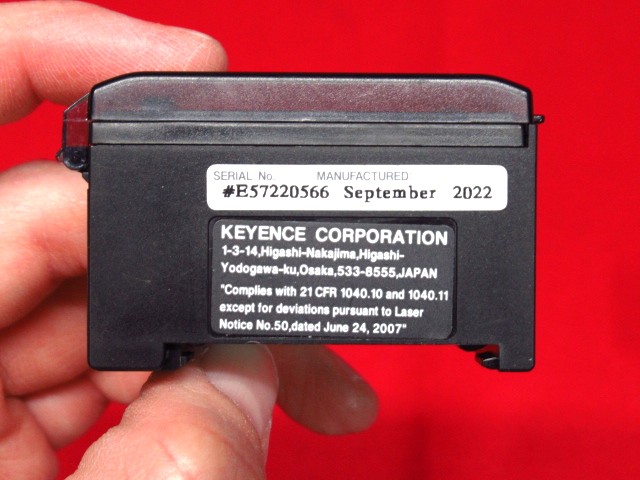 SERIAL No. MANUFACTURED
#E57220566 September 2022
KEYENCE CORPORATION
1-3-14,Higashi-Nakajima,Higashi-
Yodogawa-ku,Osaka,533-8555,JAPAN
"Complies with 21 CFR 1040.10 and 1040.11
except for deviations pursuant to Laser
Notice No.50,dated June 24, 2007"